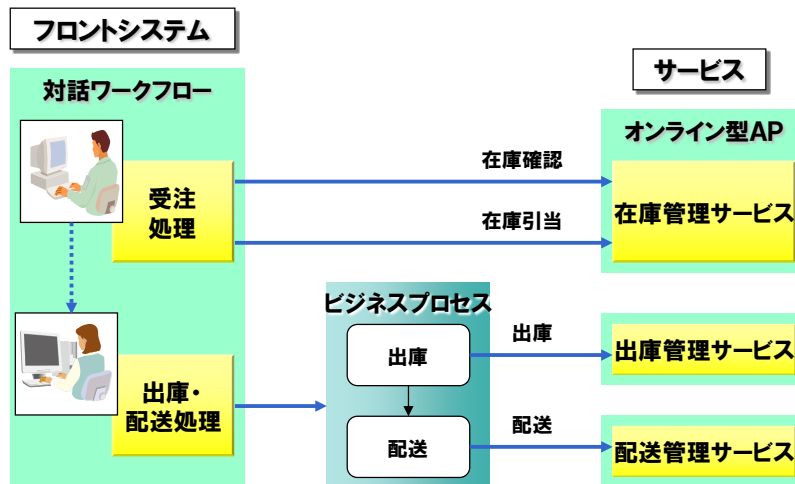 フロントシステム
対話ワークフロー
サービス
オンライン型AP
受注
処理
在庫確認
在庫引当
在庫管理サービス
ビジネスプロセス
出庫・
配送処理
出庫
出庫
出庫管理サービス
配送
配送
配送管理サービス